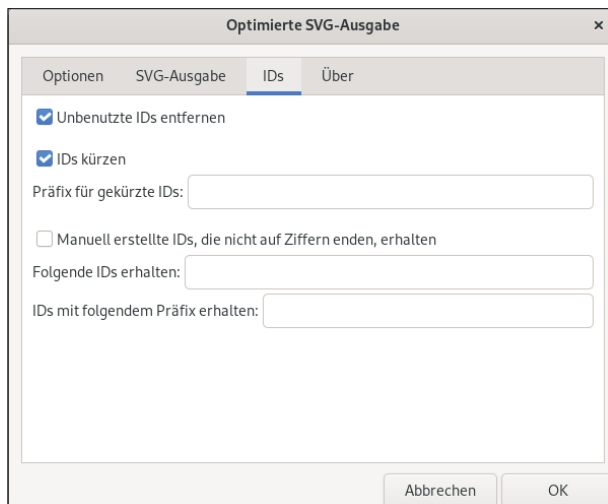 Optimierte SVG-Ausgabe ×
Optionen SVG-Ausgabe IDs Über
Unbenutzte IDs entfernen
IDs kürzen
Präfix für gekürzte IDs:
Manuell erstellte IDs, die nicht auf Ziffern enden, erhalten
Folgende IDs erhalten:
IDs mit folgendem Präfix erhalten:
Abbrechen OK